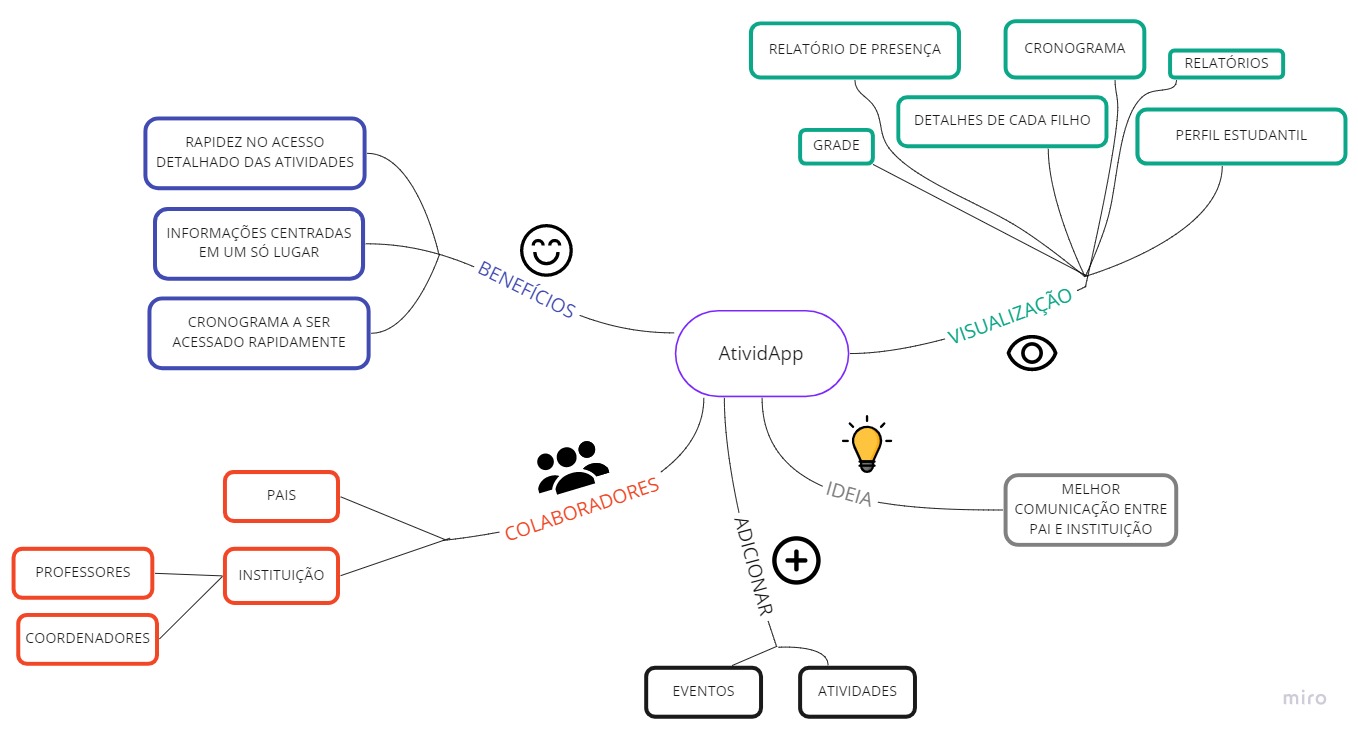 RELATÓRIO DE PRESENÇA
CRONOGRAMA
RELATÓRIOS
DETALHES DE CADA FILHO
PERFIL ESTUDANTIL
GRADE
RAPIDEZ NO ACESSO
DETALHADO DAS ATIVIDADES
INFORMAÇÕES CENTRADAS
EM UM SÓ LUGAR
CRONOGRAMA A SER
ACESSADO RAPIDAMENTE
BENEFÍCIOS
VISUALIZAÇÃO
AtividApp
COLABORADORES
PAIS
INSTITUIÇÃO
PROFESSORES
COORDENADORES
IDEIA
MELHOR
COMUNICAÇÃO ENTRE
PAI E INSTITUIÇÃO
ADICIONAR
EVENTOS
ATIVIDADES
miro